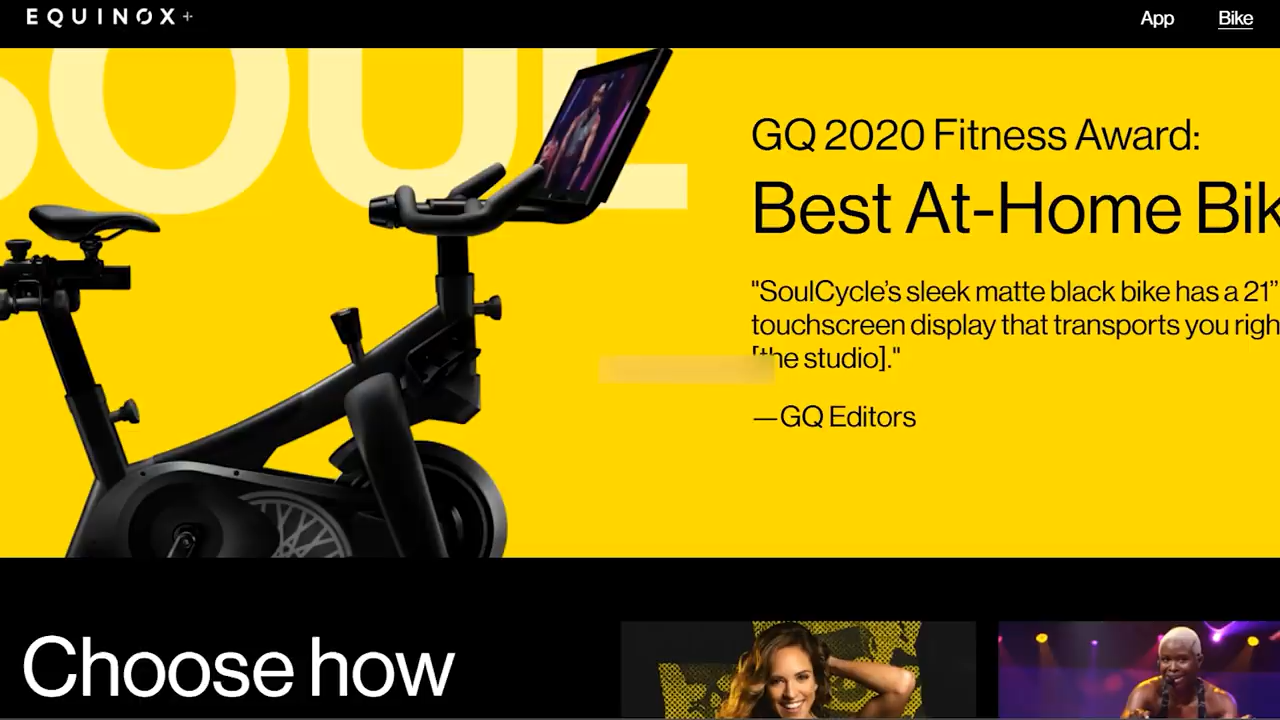 EQUINOX+
App
Bike
SOUL
GQ 2020 Fitness Award:
Best At-Home Bik
"SoulCycle’s sleek matte black bike has a 21”
touchscreen display that transports you righ
[the studio]."
—GQ Editors
Choose how